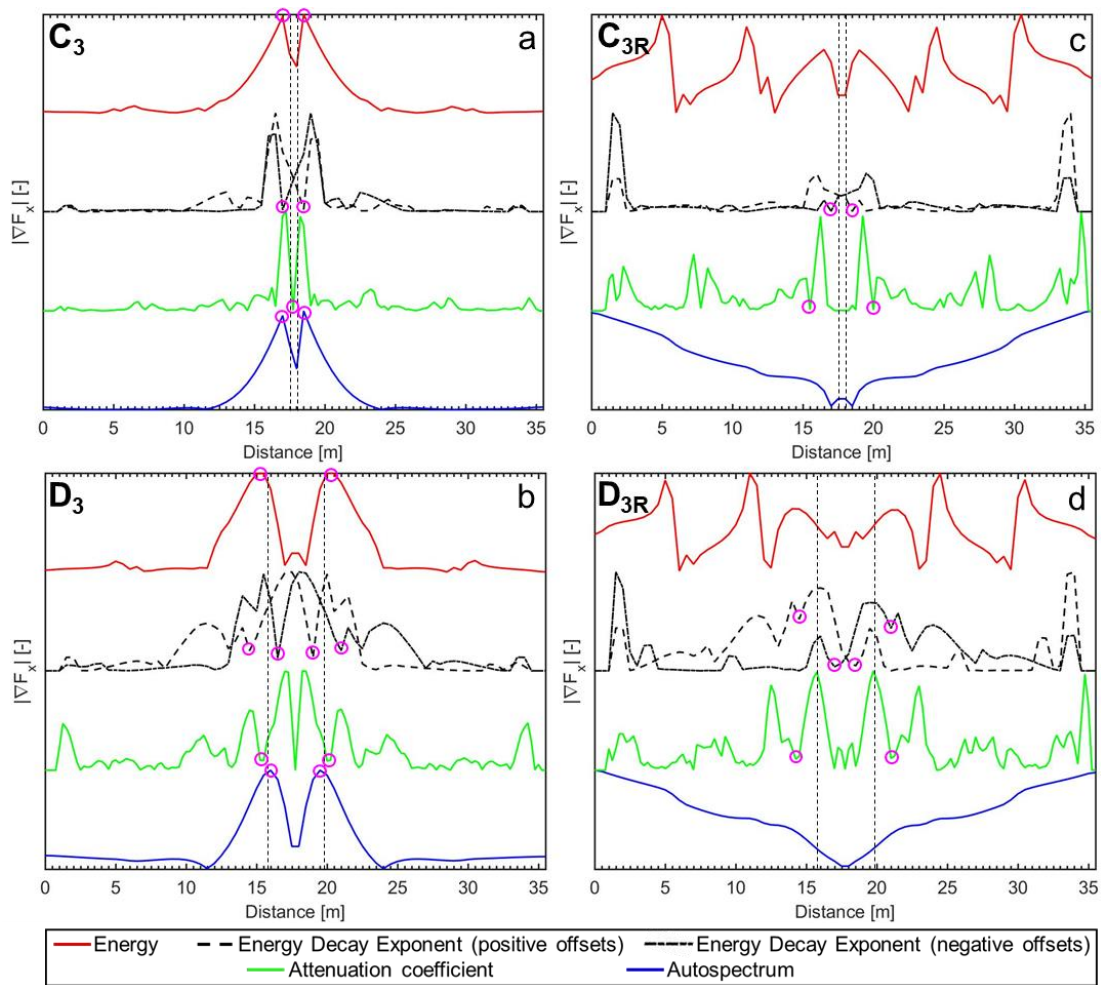 C3 a
|∇Fx| [-]
0 5 10 15 20 25 30 35
Distance [m]
C3R c
|∇Fx| [-]
0 5 10 15 20 25 30 35
Distance [m]
D3 b
|∇Fx| [-]
0 5 10 15 20 25 30 35
Distance [m]
D3R d
|∇Fx| [-]
0 5 10 15 20 25 30 35
Distance [m]
Energy Energy Decay Exponent (positive offsets) Energy Decay Exponent (negative offsets)
Attenuation coefficient Autospectrum